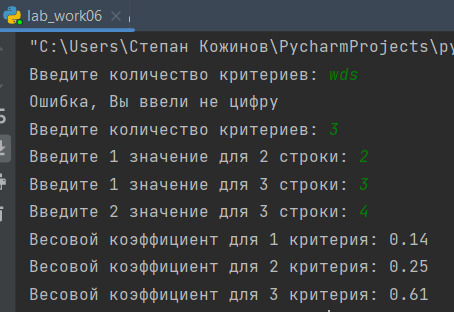 lab_work06
"C:\Users\Степан Кожинов\PycharmProjects\py
Введите количество критериев: wds
Ошибка, Вы ввели не цифру
Введите количество критериев: 3
Введите 1 значение для 2 строки: 2
Введите 1 значение для 3 строки: 3
Введите 2 значение для 3 строки: 4
Весовой коэффициент для 1 критерия: 0.14
Весовой коэффициент для 2 критерия: 0.25
Весовой коэффициент для 3 критерия: 0.61